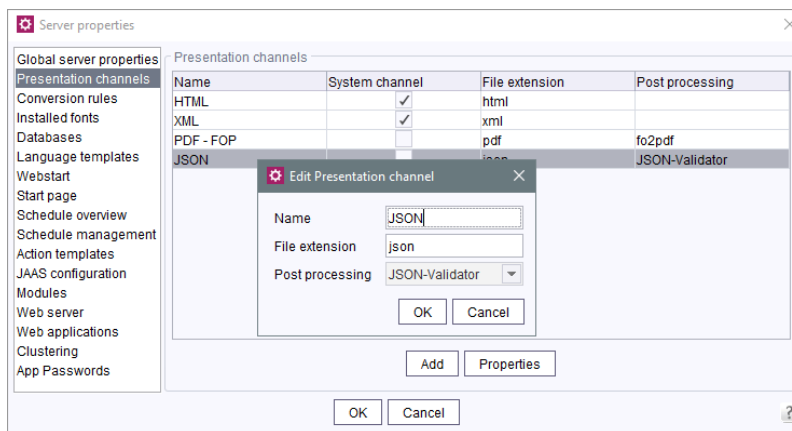 Server properties
Global server properties
Presentation channels
Conversion rules
Installed fonts
Databases
Language templates
Webstart
Start page
Schedule overview
Schedule management
Action templates
JAAS configuration
Modules
Web server
Web applications
Clustering
App Passwords
Presentation channels
Name System channel File extension Post processing
HTML html
XML xml
PDF - FOP pdf fo2pdf
JSON json JSON-Validator
Edit Presentation channel
Name JSON
File extension json
Post processing JSON-Validator
OK Cancel
Add Properties
OK Cancel
?